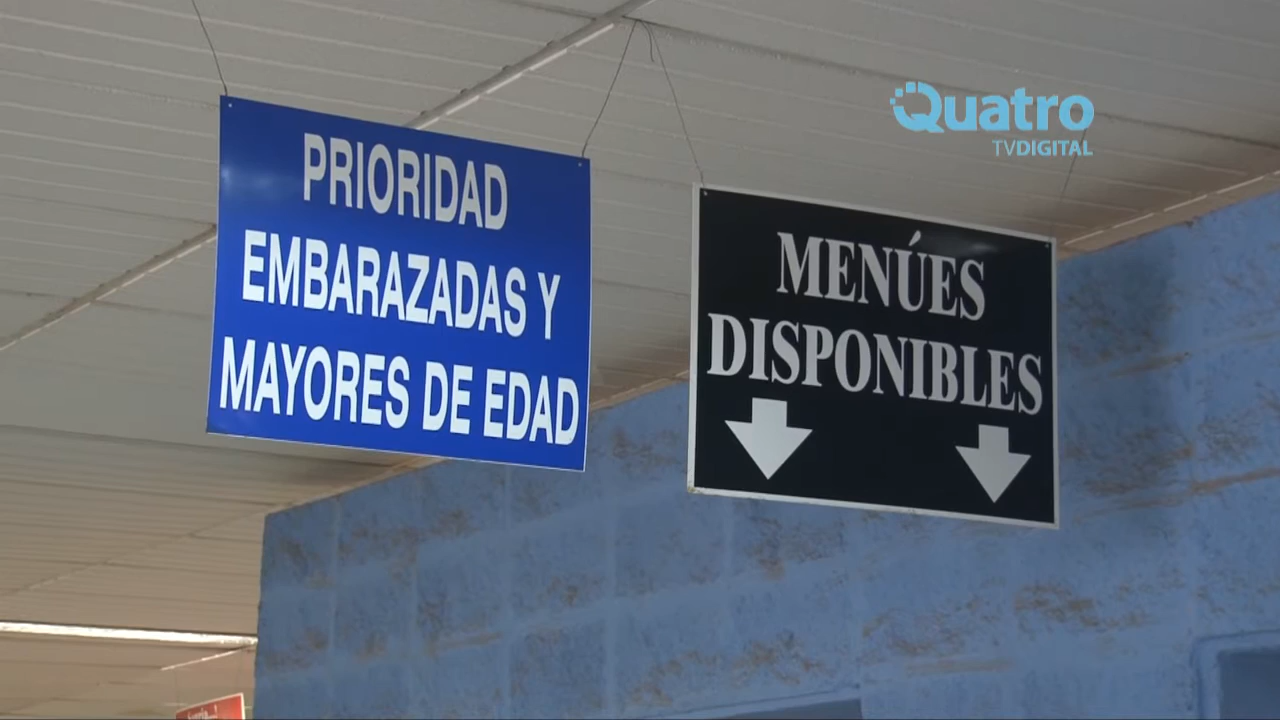 Quatro
TVDIGITAL
PRIORIDAD
EMBARAZADAS Y
MAYORES DE EDAD
MENÚES
DISPONIBLES